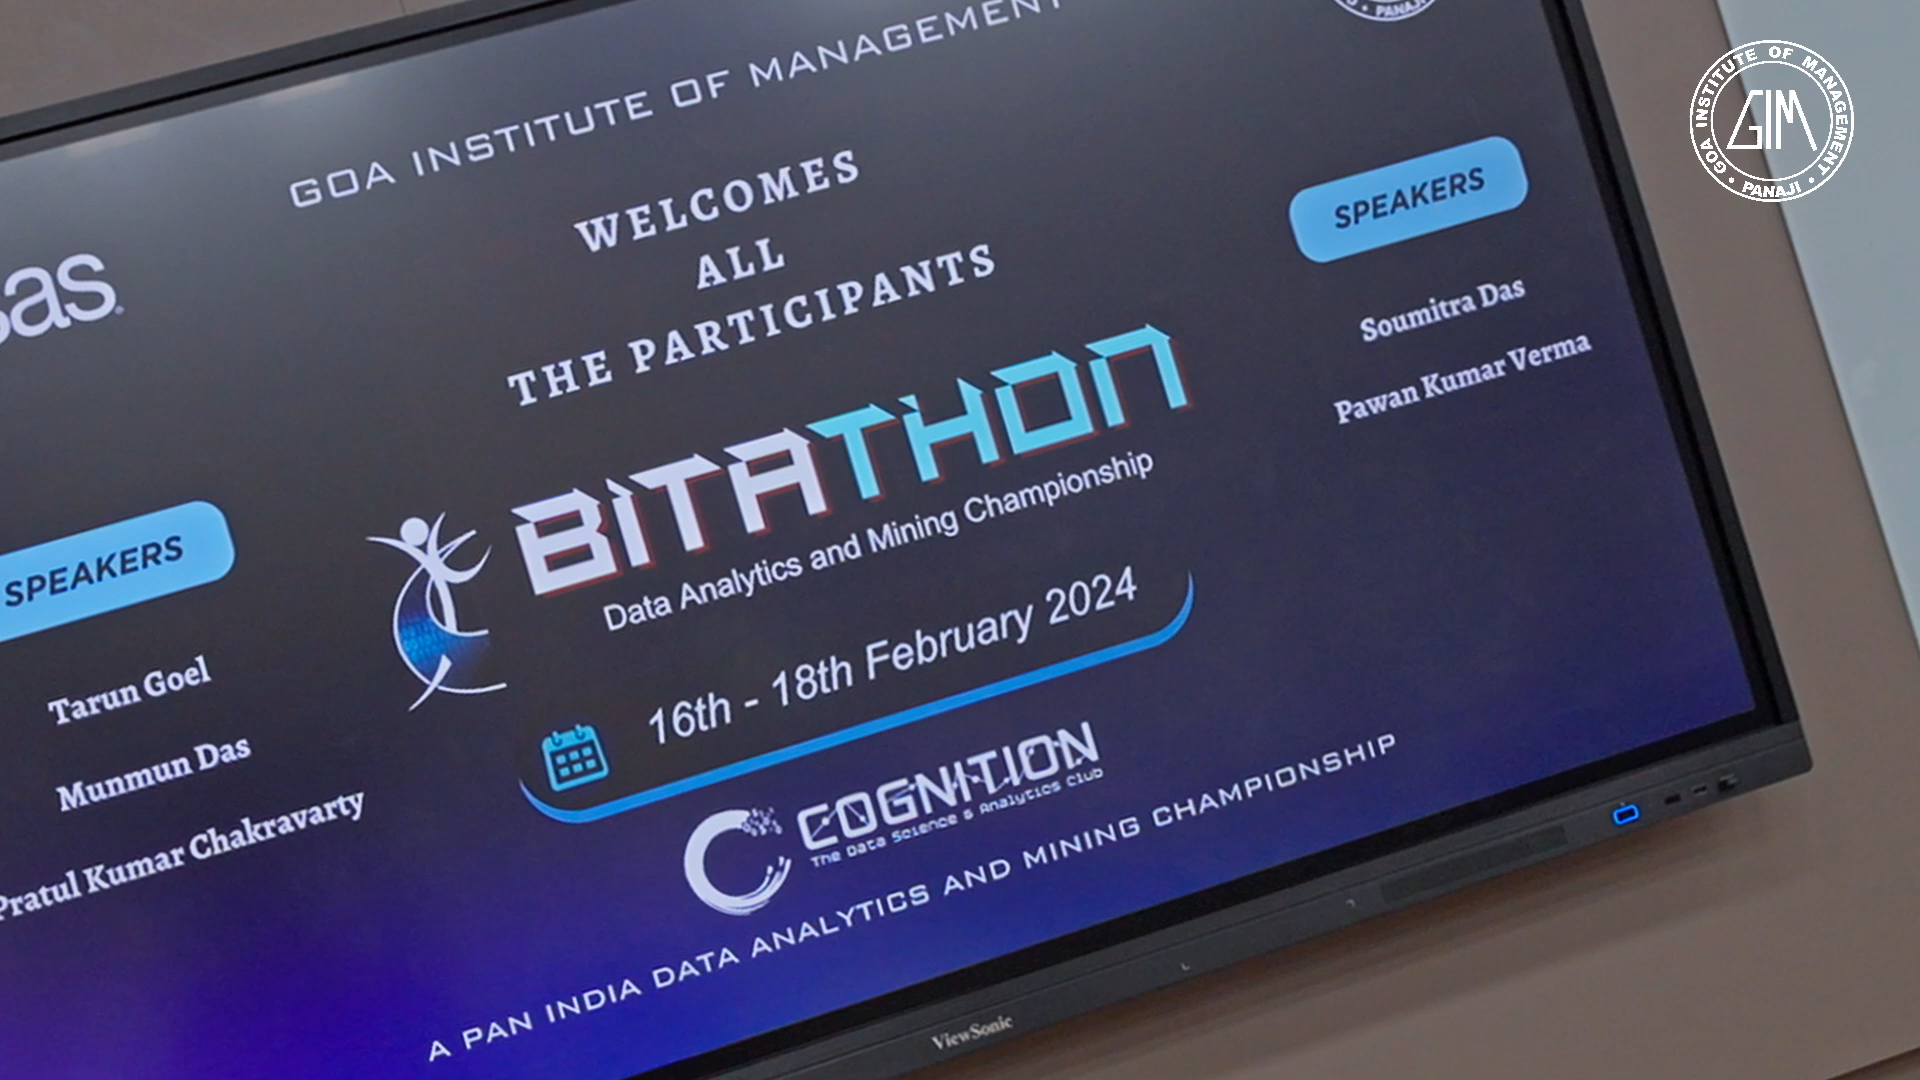 GOA INSTITUTE OF MANAGEMENT
WELCOMES
ALL
THE PARTICIPANTS
sas
SPEAKERS
Tarun Goel
Munmun Das
Pratul Kumar Chakravarty
BITATHON
Data Analytics and Mining Championship
16th - 18th February 2024
COGNITION
The Data Science & Analytics Club
A PAN INDIA DATA ANALYTICS AND MINING CHAMPIONSHIP
SPEAKERS
Soumitra Das
Pawan Kumar Verma
PANAJI
ViewSonic
GOA INSTITUTE OF MANAGEMENT
GIM
PANAJI